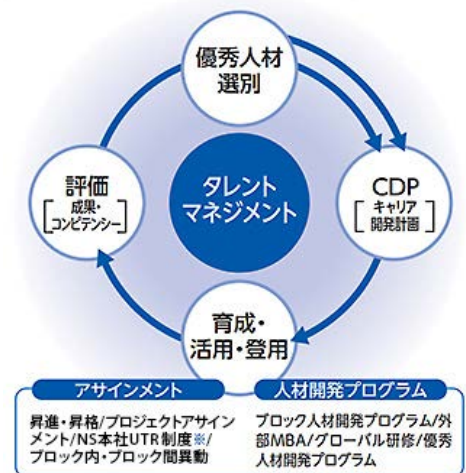 優秀人材
選別
評価
成果・
コンピテンシー
タレント
マネジメント
CDP
キャリア
開発計画
育成・
活用・登用
アサインメント
昇進・昇格/プロジェクトアサイン
メント/NS本社UTR制度※/
ブロック内・ブロック間異動
人材開発プログラム
ブロック人材開発プログラム/外
部MBA/グローバル研修/優秀
人材開発プログラム